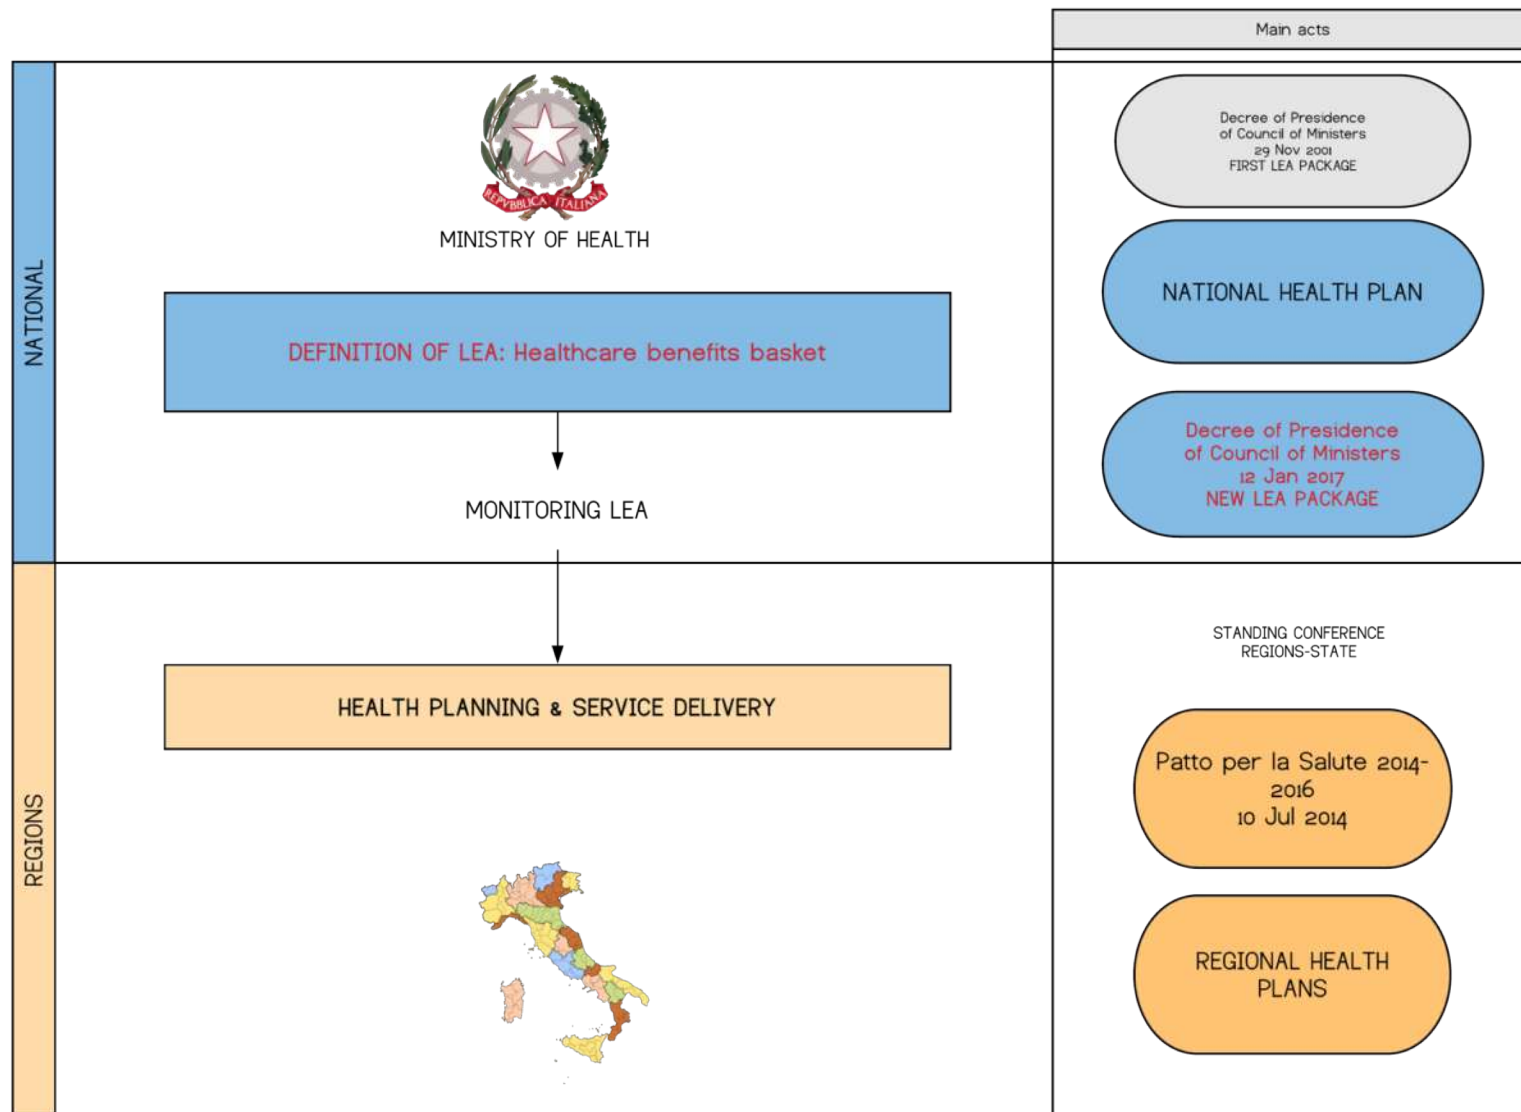 Main acts
NATIONAL
REPVBBLICA ITALIANA
MINISTRY OF HEALTH
DEFINITION OF LEA: Healthcare benefits basket
MONITORING LEA
Decree of Presidence
of Council of Ministers
29 Nov 2001
FIRST LEA PACKAGE
NATIONAL HEALTH PLAN
Decree of Presidence
of Council of Ministers
12 Jan 2017
NEW LEA PACKAGE
REGIONS
HEALTH PLANNING & SERVICE DELIVERY
STANDING CONFERENCE
REGIONS-STATE
Patto per la Salute 2014-
2016
10 Jul 2014
REGIONAL HEALTH
PLANS